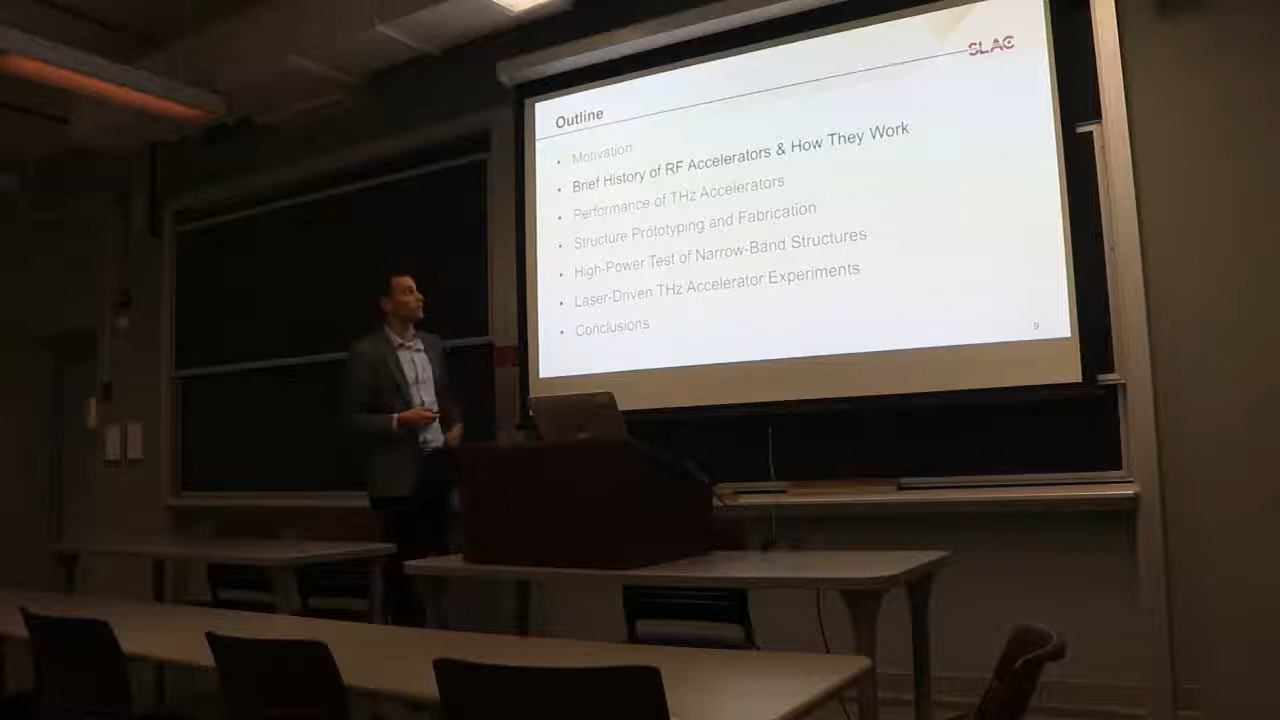 SLAC
Outline
• Motivation
• Brief History of RF Accelerators & How They Work
• Performance of THz Accelerators
• Structure Prototyping and Fabrication
• High-Power Test of Narrow-Band Structures
• Laser-Driven THz Accelerator Experiments
• Conclusions
9